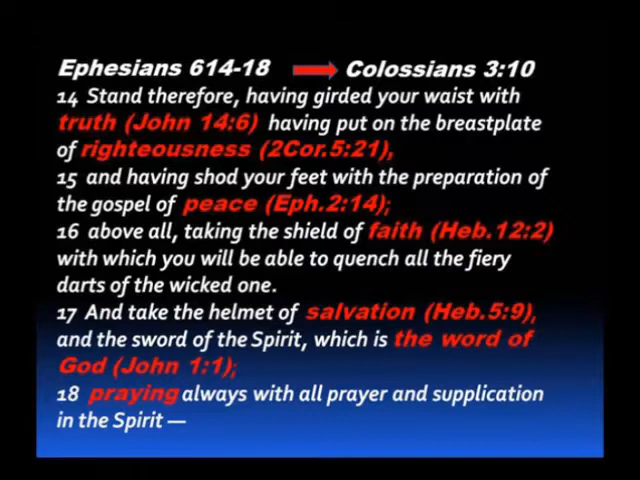 Ephesians 614-18 Colossians 3:10
14 Stand therefore, having girded your waist with
truth (John 14:6) having put on the breastplate
of righteousness (2Cor.5:21),
15 and having shod your feet with the preparation of
the gospel of peace (Eph.2:14);
16 above all, taking the shield of faith (Heb.12:2)
with which you will be able to quench all the fiery
darts of the wicked one.
17 And take the helmet of salvation (Heb.5:9),
and the sword of the Spirit, which is the word of
God (John 1:1);
18 praying always with all prayer and supplication
in the Spirit —